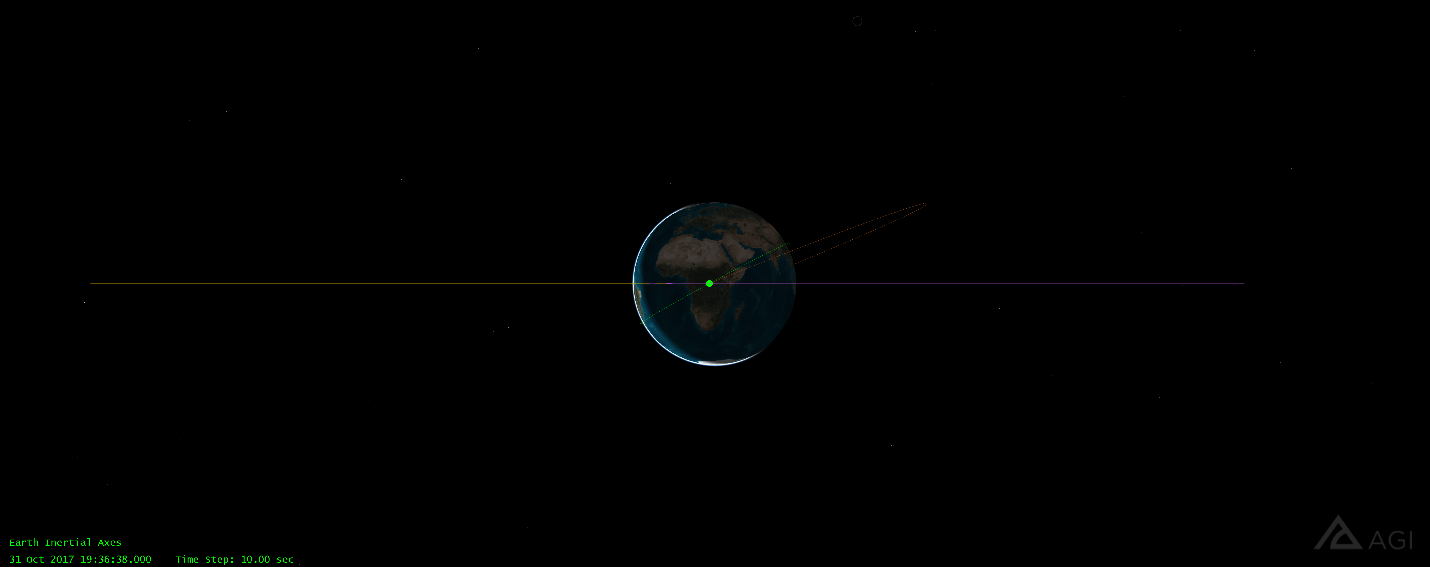 Earth Inertial Axes
31 Oct 2017 19:36:38.000 Time Step: 10.00 sec
AGI